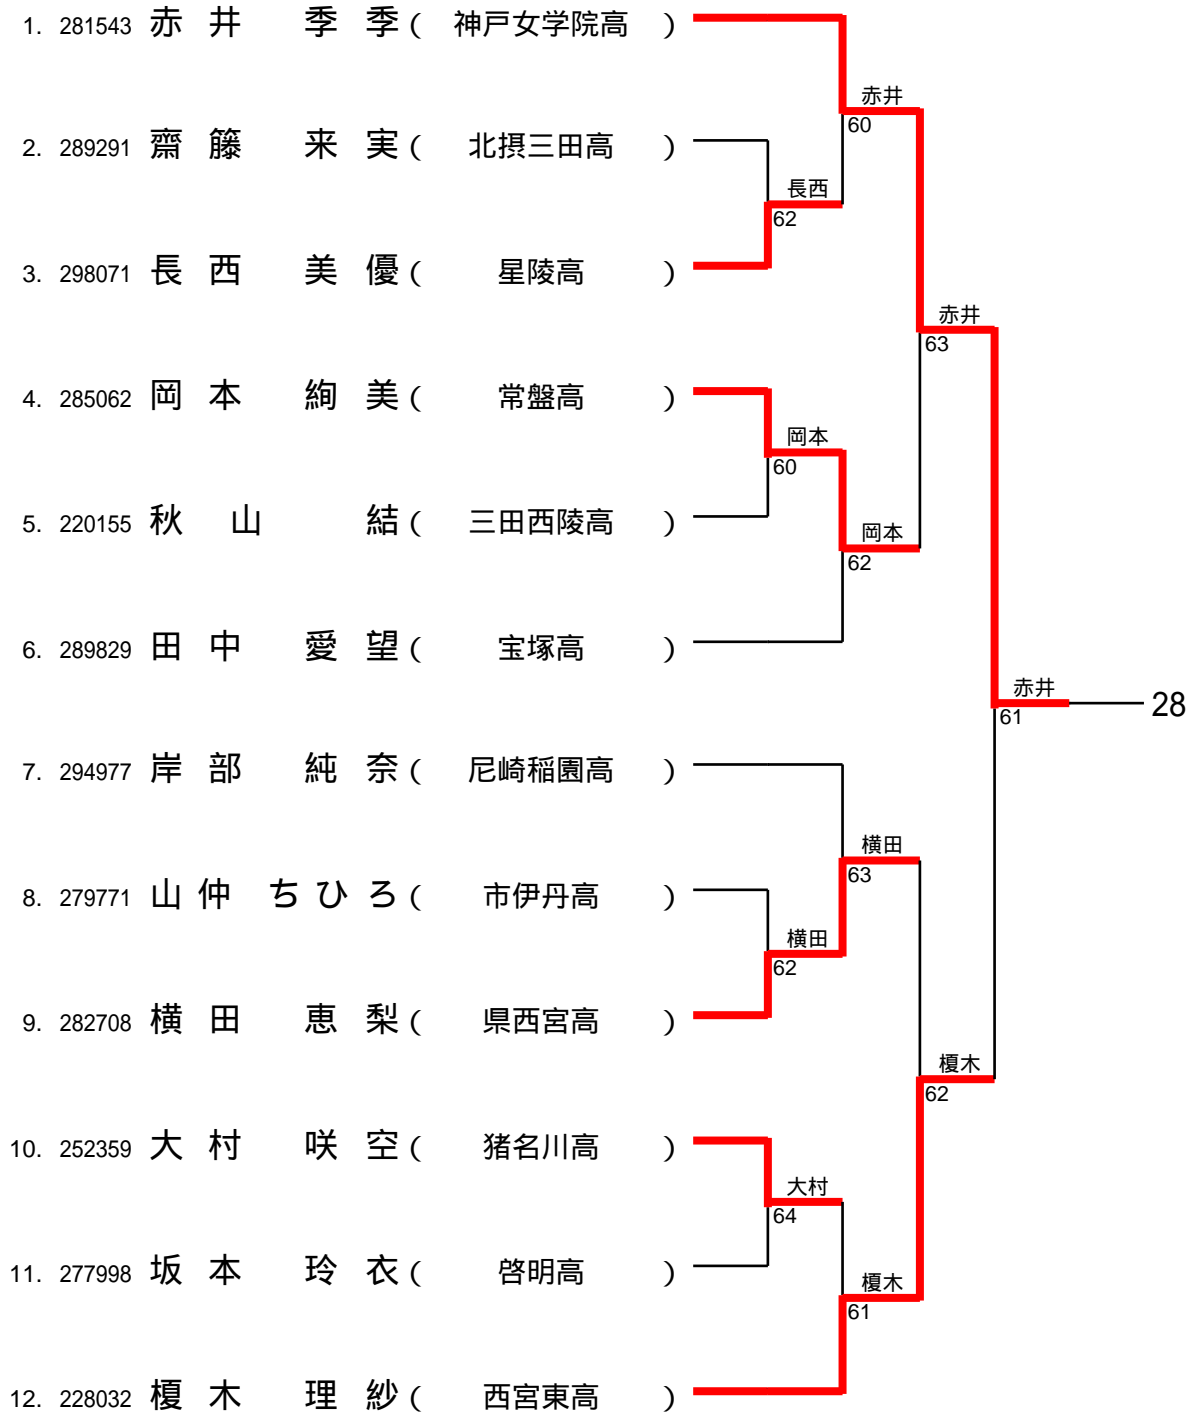 1. 281543 赤井 季季 ( 神戸女学院高 )
赤井
60
2. 289291 齋籐 来実 ( 北摂三田高 )
長西
62
3. 298071 長西 美優 ( 星陵高 )
赤井
63
4. 285062 岡本 絢美 ( 常盤高 )
岡本
60
5. 220155 秋山 結 ( 三田西陵高 )
岡本
62
6. 289829 田中 愛望 ( 宝塚高 )
赤井
61
28
7. 294977 岸部 純奈 ( 尼崎稲園高 )
横田
63
8. 279771 山仲 ちひろ ( 市伊丹高 )
横田
62
9. 282708 横田 恵梨 ( 県西宮高 )
榎木
62
10. 252359 大村 咲空 ( 猪名川高 )
大村
64
11. 277998 坂本 玲衣 ( 啓明高 )
榎木
61
12. 228032 榎木 理紗 ( 西宮東高 )